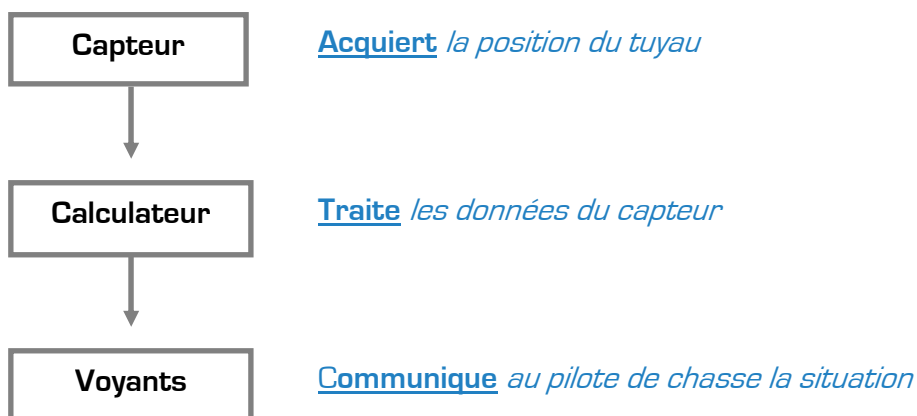 Capteur
Acquiert la position du tuyau
Calculateur
Traite les données du capteur
Voyants
Communique au pilote de chasse la situation